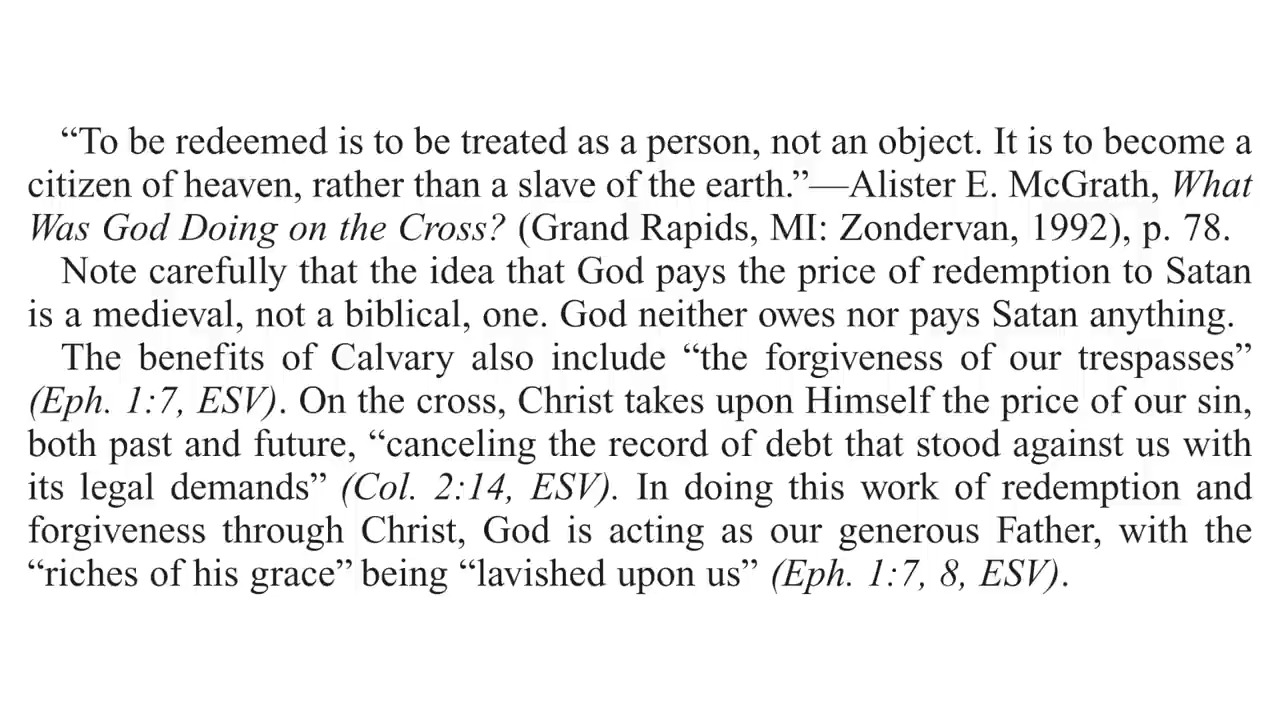 “To be redeemed is to be treated as a person, not an object. It is to become a
citizen of heaven, rather than a slave of the earth.”—Alister E. McGrath, What
Was God Doing on the Cross? (Grand Rapids, MI: Zondervan, 1992), p. 78.
Note carefully that the idea that God pays the price of redemption to Satan
is a medieval, not a biblical, one. God neither owes nor pays Satan anything.
The benefits of Calvary also include “the forgiveness of our trespasses”
(Eph. 1:7, ESV). On the cross, Christ takes upon Himself the price of our sin,
both past and future, “canceling the record of debt that stood against us with
its legal demands” (Col. 2:14, ESV). In doing this work of redemption and
forgiveness through Christ, God is acting as our generous Father, with the
“riches of his grace” being “lavished upon us” (Eph. 1:7, 8, ESV).